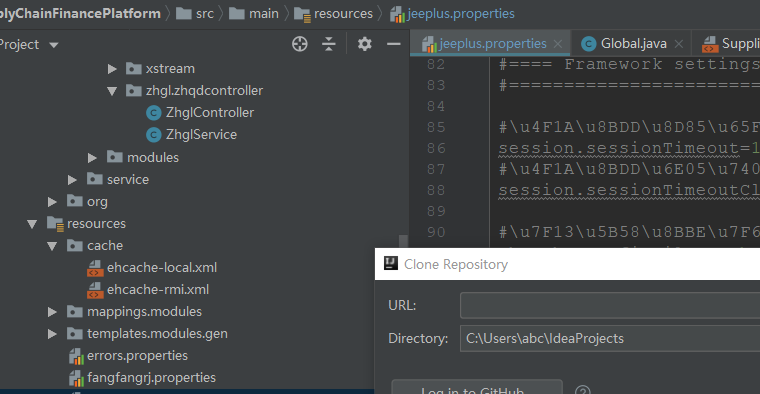 plyChainFinancePlatform src main resources jeeplus.properties
Project
xstream
zhgl.zhqdcontroller
ZhglController
ZhglService
modules
service
org
resources
cache
ehcache-local.xml
ehcache-rmi.xml
mappings.modules
templates.modules.gen
errors.properties
fangfangrj.properties
jeeplus.properties Global.java Suppli
82 #==== Framework settings
83 #=========================
84
85 #\u4F1A\u8BDD\u8D85\u65F
86 session.sessionTimeout=1
87 #\u4F1A\u8BDD\u6E05\u740
88 session.sessionTimeoutCl
89
90 #\u7F13\u5B58\u8BBE\u7F6
Clone Repository
URL:
Directory: C:\Users\abc\IdeaProjects
Log in to GitHub
?